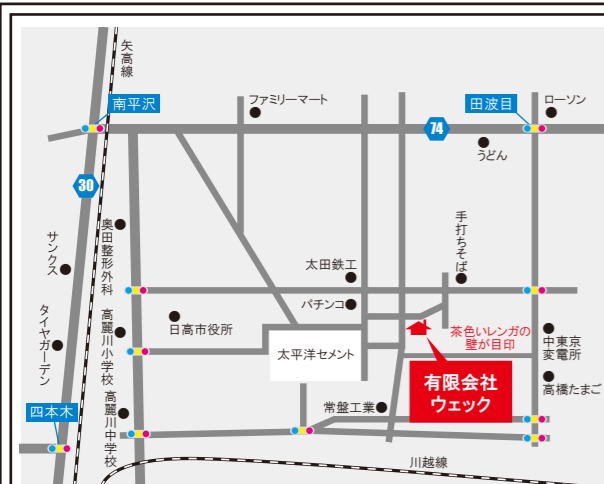 矢高線
南平沢
ファミリーマート
74
田波目
ローソン
うどん
30
サンクス
奥田整形外科
手打ちそば
太田鉄工
パチンコ
日高市役所
タイヤガーデン
高麗川小学校
太平洋セメント
茶色いレンガの
壁が目印
中東京
変電所
有限会社
ウェック
高橋たまご
四本木
高麗川中学校
常盤工業
川越線